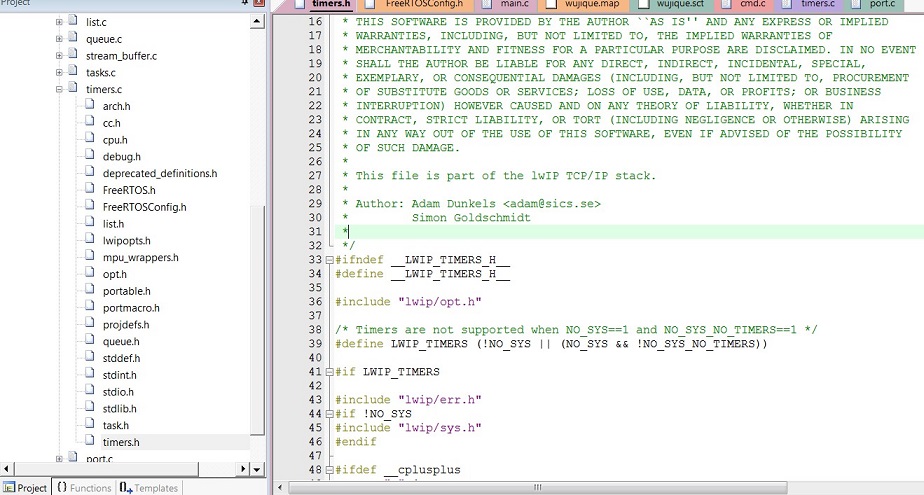 Project
list.c
queue.c
stream_buffer.c
tasks.c
timers.c
arch.h
cc.h
cpu.h
debug.h
deprecated_definitions.h
FreeRTOS.h
FreeRTOSConfig.h
list.h
lwipopts.h
mpu_wrappers.h
opt.h
portable.h
portmacro.h
projdefs.h
queue.h
stddef.h
stdint.h
stdio.h
stdlib.h
task.h
timers.h
port.c
Project Functions Templates
timers.h FreeRTOSConfig.h main.c wujique.map wujique.sct cmd.c timers.c port.c
16 * THIS SOFTWARE IS PROVIDED BY THE AUTHOR ``AS IS'' AND ANY EXPRESS OR IMPLIED
17 * WARRANTIES, INCLUDING, BUT NOT LIMITED TO, THE IMPLIED WARRANTIES OF
18 * MERCHANTABILITY AND FITNESS FOR A PARTICULAR PURPOSE ARE DISCLAIMED. IN NO EVENT
19 * SHALL THE AUTHOR BE LIABLE FOR ANY DIRECT, INDIRECT, INCIDENTAL, SPECIAL,
20 * EXEMPLARY, OR CONSEQUENTIAL DAMAGES (INCLUDING, BUT NOT LIMITED TO, PROCUREMENT
21 * OF SUBSTITUTE GOODS OR SERVICES; LOSS OF USE, DATA, OR PROFITS; OR BUSINESS
22 * INTERRUPTION) HOWEVER CAUSED AND ON ANY THEORY OF LIABILITY, WHETHER IN
23 * CONTRACT, STRICT LIABILITY, OR TORT (INCLUDING NEGLIGENCE OR OTHERWISE) ARISING
24 * IN ANY WAY OUT OF THE USE OF THIS SOFTWARE, EVEN IF ADVISED OF THE POSSIBILITY
25 * OF SUCH DAMAGE.
26 *
27 * This file is part of the lwIP TCP/IP stack.
28 *
29 * Author: Adam Dunkels <adam@sics.se>
30 * Simon Goldschmidt
31 *
32 */
33 #ifndef __LWIP_TIMERS_H__
34 #define __LWIP_TIMERS_H__
35
36 #include "lwip/opt.h"
37
38 /* Timers are not supported when NO_SYS==1 and NO_SYS_NO_TIMERS==1 */
39 #define LWIP_TIMERS (!NO_SYS || (NO_SYS && !NO_SYS_NO_TIMERS))
40
41 #if LWIP_TIMERS
42
43 #include "lwip/err.h"
44 #if !NO_SYS
45 #include "lwip/sys.h"
46 #endif
47
48 #ifdef __cplusplus